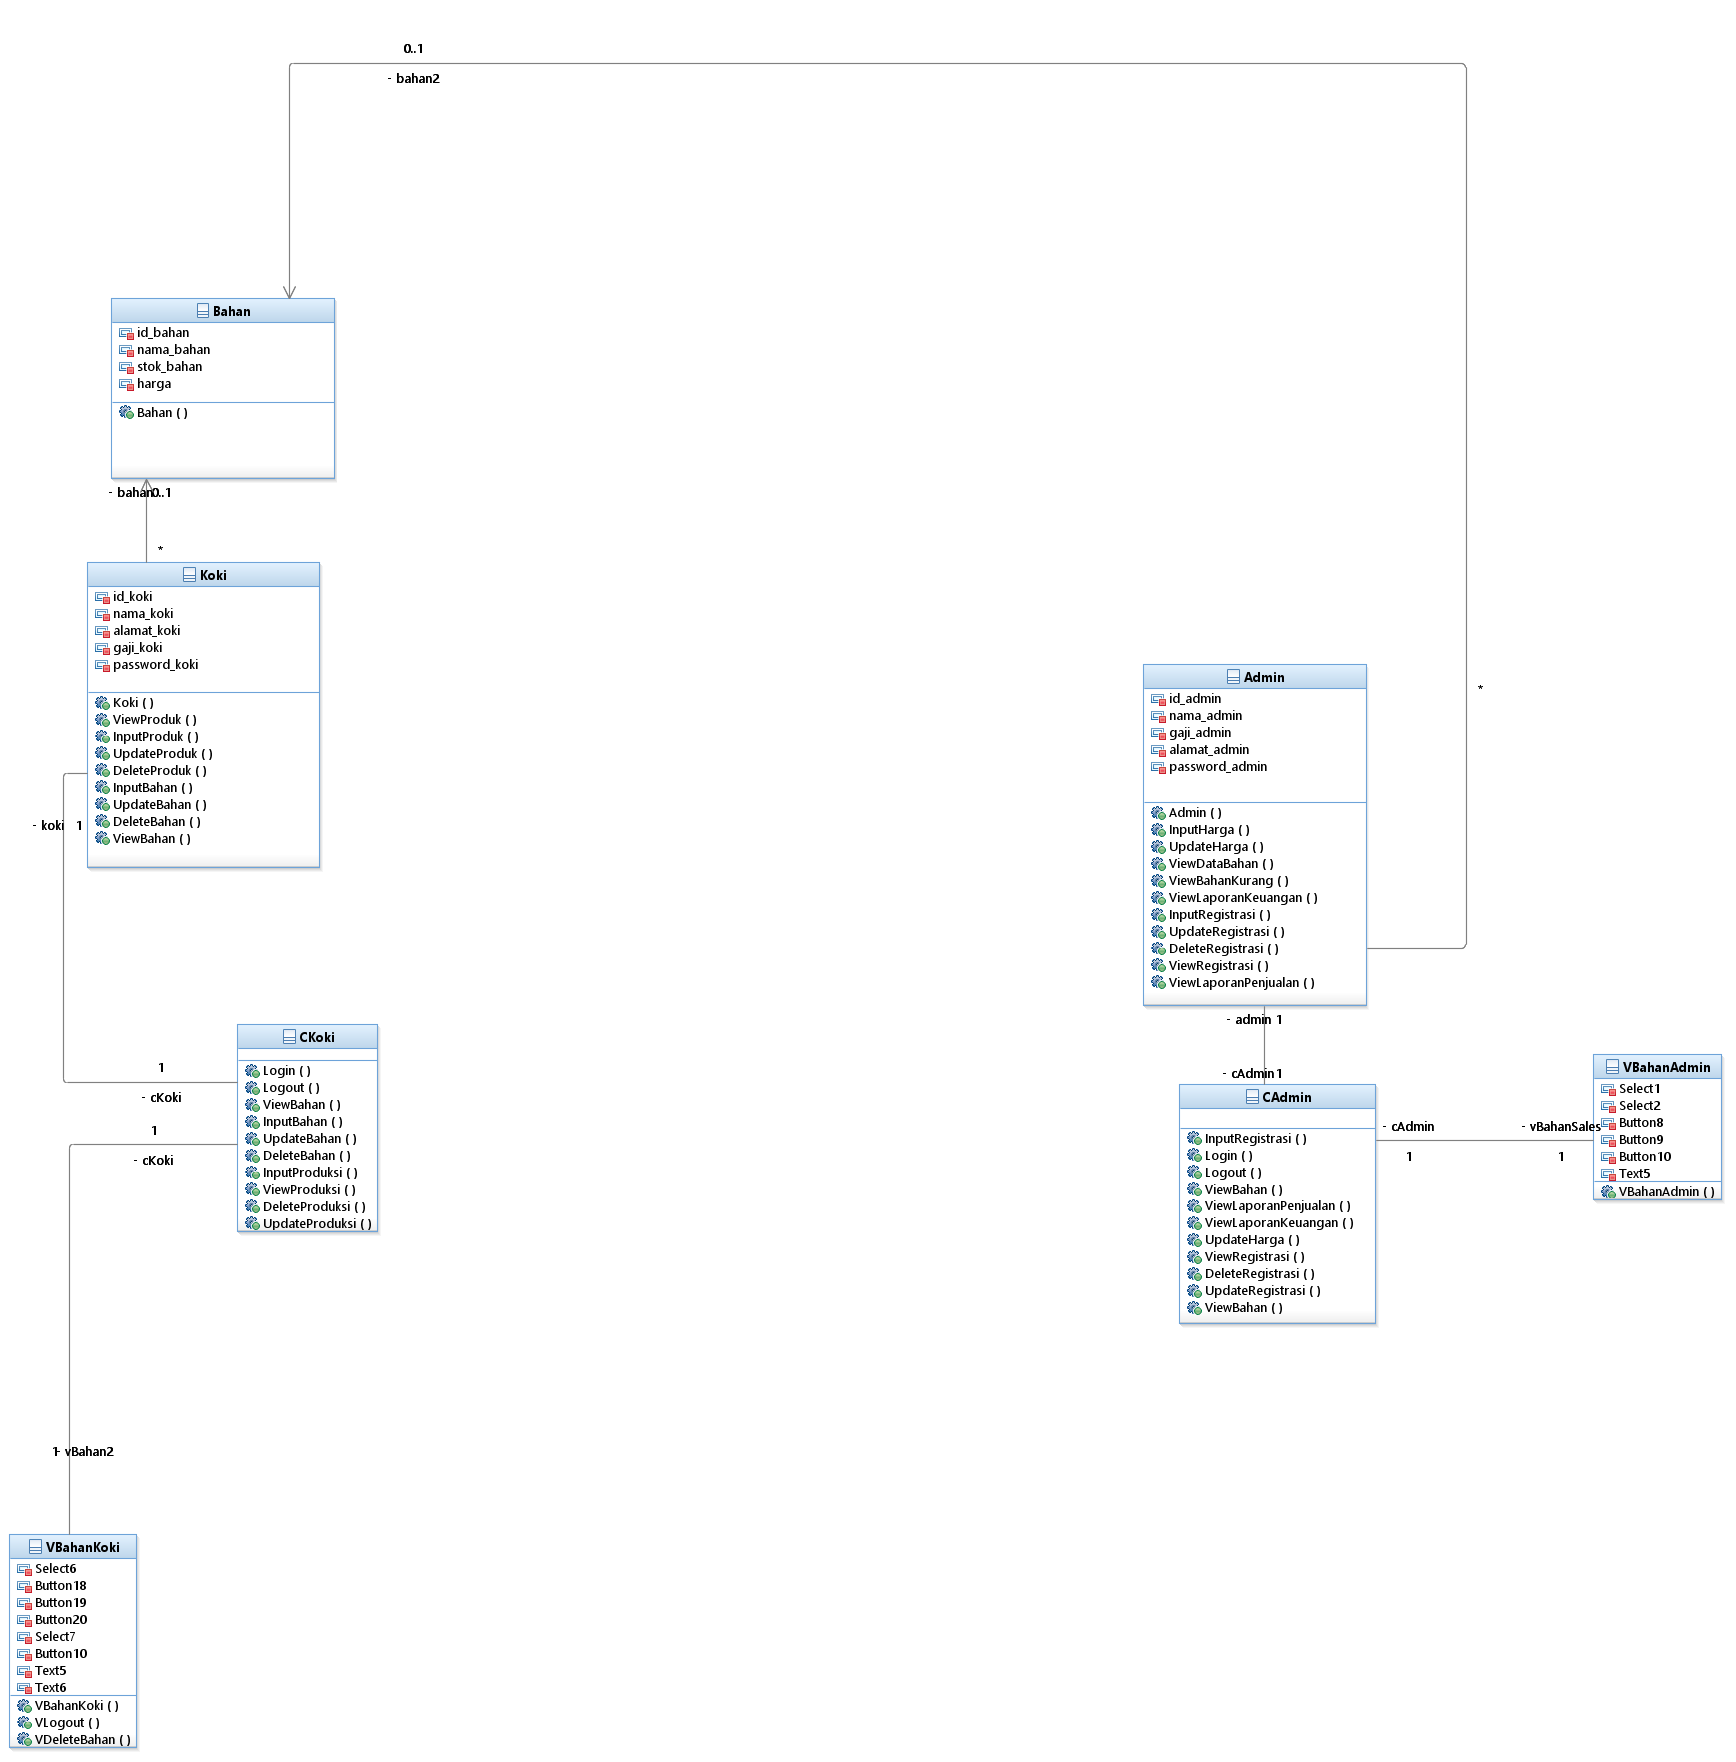 0..1
- bahan2
Bahan
id_bahan
nama_bahan
stok_bahan
harga
Bahan ( )
- bahan 0..1
*
Koki
id_koki
nama_koki
alamat_koki
gaji_koki
password_koki
Koki ( )
ViewProduk ( )
InputProduk ( )
UpdateProduk ( )
DeleteProduk ( )
InputBahan ( )
UpdateBahan ( )
DeleteBahan ( )
ViewBahan ( )
- koki 1
*
Admin
id_admin
nama_admin
gaji_admin
alamat_admin
password_admin
Admin ( )
InputHarga ( )
UpdateHarga ( )
ViewDataBahan ( )
ViewBahanKurang ( )
ViewLaporanKeuangan ( )
InputRegistrasi ( )
UpdateRegistrasi ( )
DeleteRegistrasi ( )
ViewRegistrasi ( )
ViewLaporanPenjualan ( )
- admin 1
- cAdmin 1
1
- cKoki
1
- cKoki
CKoki
Login ( )
Logout ( )
ViewBahan ( )
InputBahan ( )
UpdateBahan ( )
DeleteBahan ( )
InputProduksi ( )
ViewProduksi ( )
DeleteProduksi ( )
UpdateProduksi ( )
CAdmin
InputRegistrasi ( )
Login ( )
Logout ( )
ViewBahan ( )
ViewLaporanPenjualan ( )
ViewLaporanKeuangan ( )
UpdateHarga ( )
ViewRegistrasi ( )
DeleteRegistrasi ( )
UpdateRegistrasi ( )
ViewBahan ( )
- cAdmin
1
- vBahanSales
1
VBahanAdmin
Select1
Select2
Button8
Button9
Button10
Text5
VBahanAdmin ( )
1 - vBahan2
VBahanKoki
Select6
Button18
Button19
Button20
Select7
Button10
Text5
Text6
VBahanKoki ( )
VLogout ( )
VDeleteBahan ( )